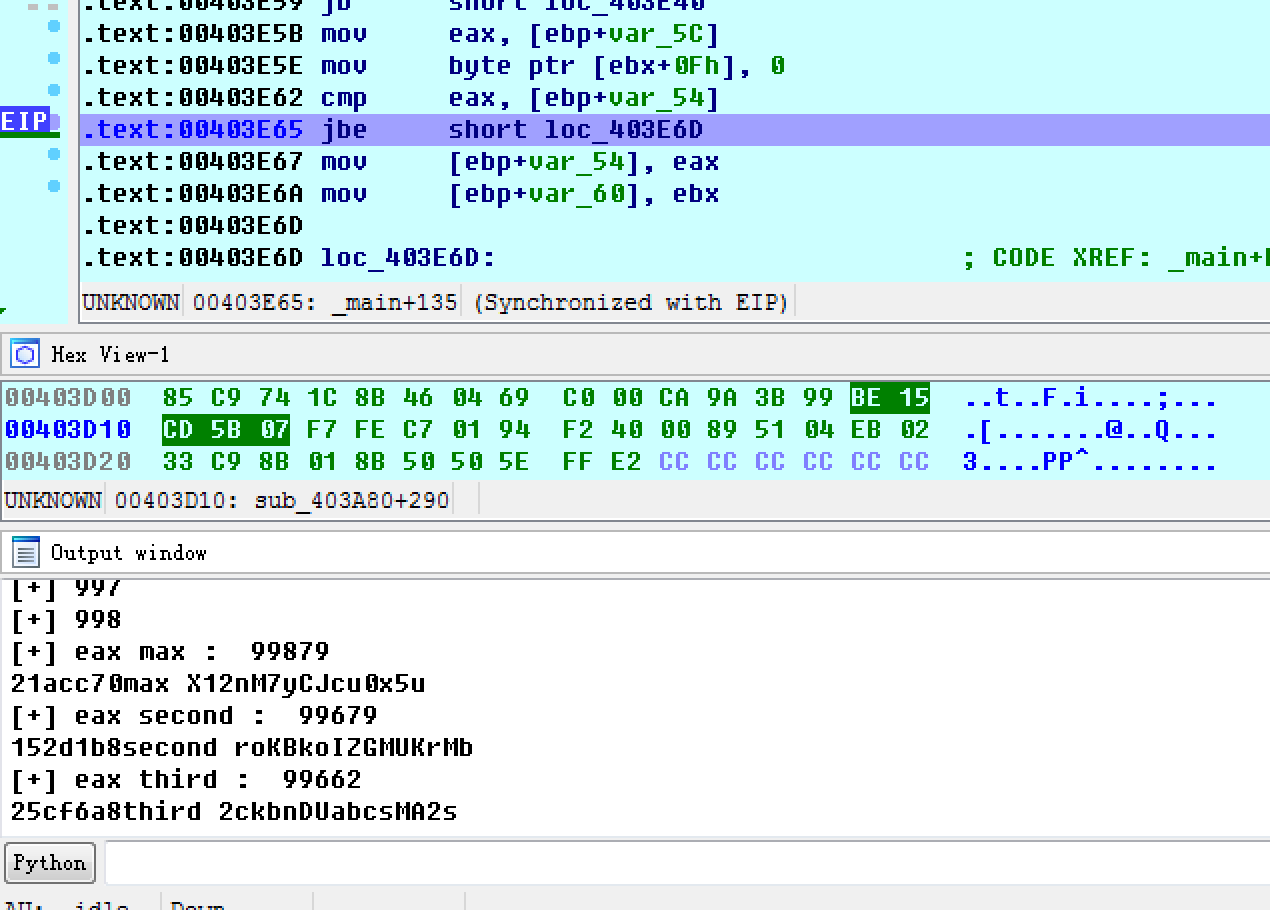 .text:00403E59 jb short loc_403E40
.text:00403E5B mov eax, [ebp+var_5C]
.text:00403E5E mov byte ptr [ebx+0Fh], 0
.text:00403E62 cmp eax, [ebp+var_54]
EIP .text:00403E65 jbe short loc_403E6D
.text:00403E67 mov [ebp+var_54], eax
.text:00403E6A mov [ebp+var_60], ebx
.text:00403E6D
.text:00403E6D loc_403E6D: ; CODE XREF: _main+
UNKNOWN 00403E65: _main+135 (Synchronized with EIP)
Hex View-1
00403D00 85 C9 74 1C 8B 46 04 69 C0 00 CA 9A 3B 99 BE 15 ..t..F.i....;...
00403D10 CD 5B 07 F7 FE C7 01 94 F2 40 00 89 51 04 EB 02 .[.......@..Q...
00403D20 33 C9 8B 01 8B 50 50 5E FF E2 CC CC CC CC CC CC 3....PP^........
UNKNOWN 00403D10: sub_403A80+290
Output window
[+] 997
[+] 998
[+] eax max : 99879
21acc70max X12nM7yCJcu0x5u
[+] eax second : 99679
152d1b8second roKBkoIZGMUKrMb
[+] eax third : 99662
25cf6a8third 2ckbnDUabcsMA2s
Python
AU: idle Down